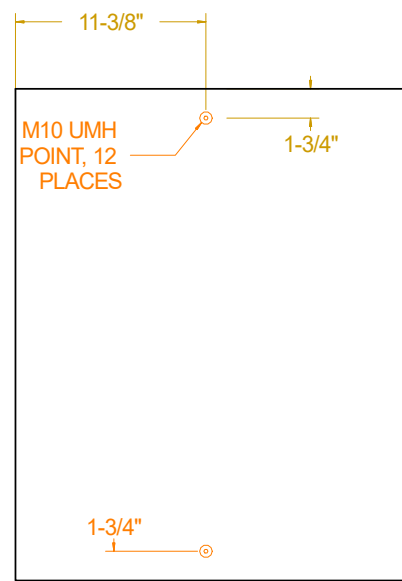 11-3/8"
M10 UMH
POINT, 12
PLACES
1-3/4"
1-3/4"